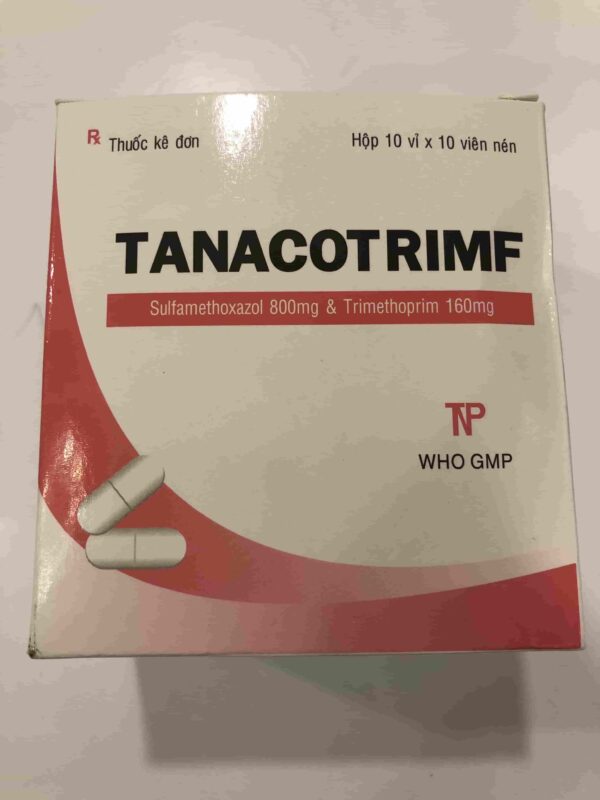 Rx Thuốc kê đơn
Hộp 10 vỉ x 10 viên nén
TANACOTRIMF
Sulfamethoxazol 800mg & Trimethoprim 160mg
TNP
WHO GMP